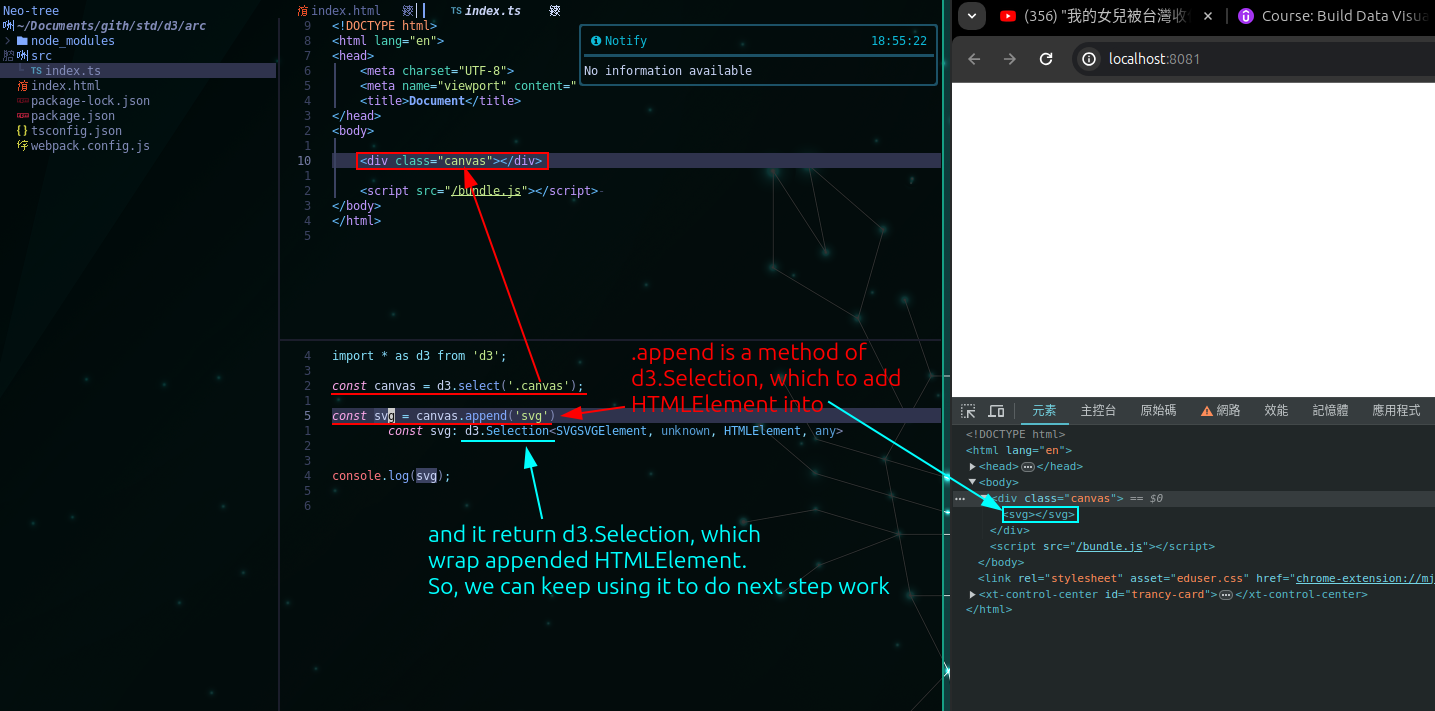 Neo-tree
~/Documents/gith/std/d3/arc
node_modules
src
TS index.ts
index.html
package-lock.json
package.json
{} tsconfig.json
webpack.config.js
index.html
TS index.ts
9 <!DOCTYPE html>
8 <html lang="en">
7 <head>
6 <meta charset="UTF-8">
5 <meta name="viewport" content="
4 <title>Document</title>
3 </head>
2 <body>
1
10 <div class="canvas"></div>
1
2 <script src="/bundle.js"></script>
3 </body>
4 </html>
5
Notify 18:55:22
No information available
4 import * as d3 from 'd3';
3
2 const canvas = d3.select('.canvas');
1
5 const svg = canvas.append('svg')
1 const svg: d3.Selection<SVGSVGElement, unknown, HTMLElement, any>
2
3
4 console.log(svg);
5
6
.append is a method of
d3.Selection, which to add
HTMLElement into
and it return d3.Selection, which
wrap appended HTMLElement.
So, we can keep using it to do next step work
(356) "我的女兒被台灣收
Course: Build Data Visua
localhost:8081
元素 主控台 原始碼 網路 效能 記憶體 應用程式
<!DOCTYPE html>
<html lang="en">
<head> ••• </head>
<body>
••• <div class="canvas"> == $0
<svg></svg>
</div>
<script src="/bundle.js"></script>
</body>
<link rel="stylesheet" asset="eduser.css" href="chrome-extension://mj
<xt-control-center id="trancy-card"> ••• </xt-control-center>
</html>